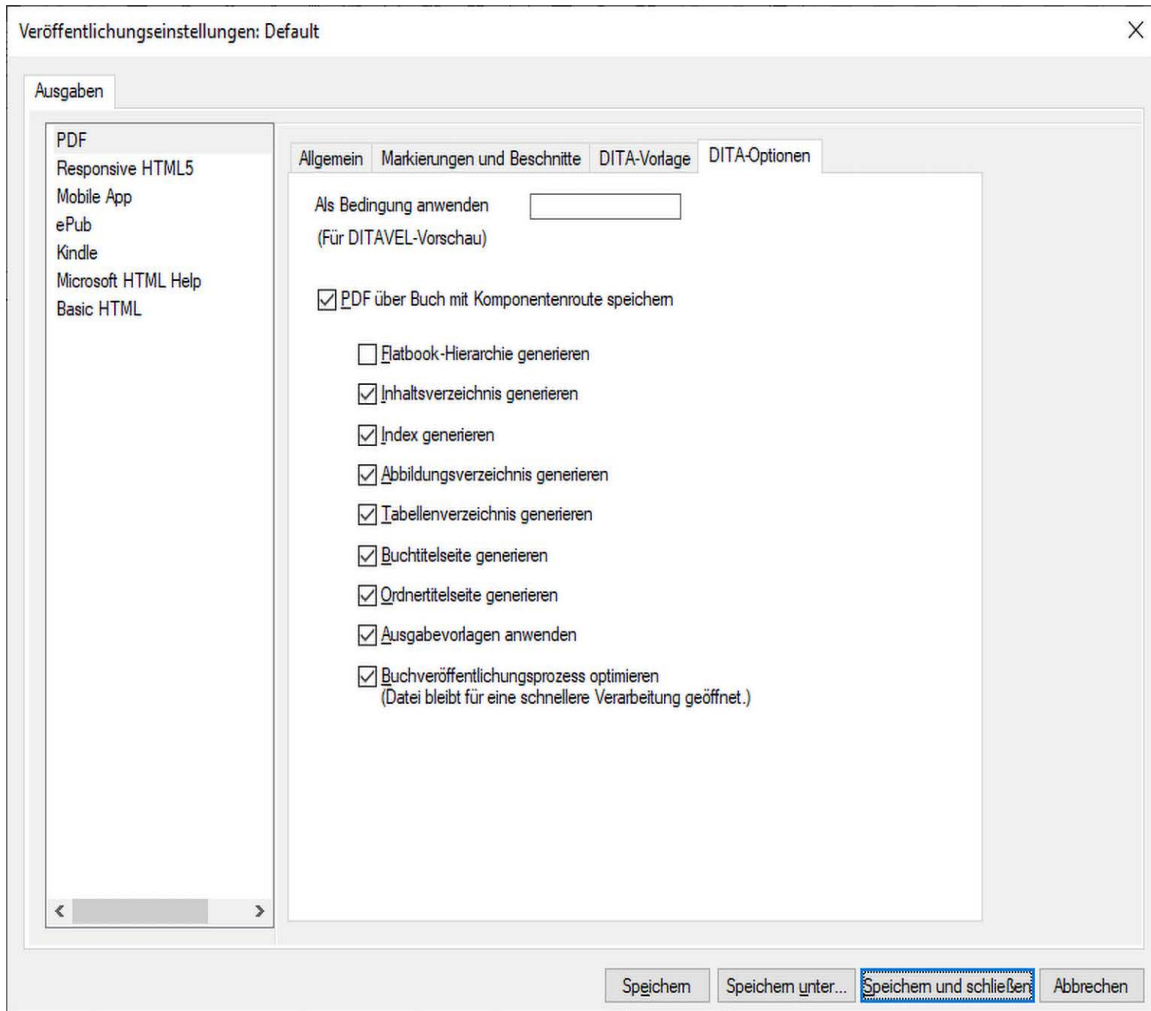 Veröffentlichungseinstellungen: Default
Ausgaben
PDF
Responsive HTML5
Mobile App
ePub
Kindle
Microsoft HTML Help
Basic HTML
Allgemein Markierungen und Beschnitte DITA-Vorlage DITA-Optionen
Als Bedingung anwenden
(Für DITAVEL-Vorschau)
PDF über Buch mit Komponentenroute speichern
Flatbook-Hierarchie generieren
Inhaltsverzeichnis generieren
Index generieren
Abbildungsverzeichnis generieren
Tabellenverzeichnis generieren
Buchtitelseite generieren
Ordnertitelseite generieren
Ausgabevorlagen anwenden
Buchveröffentlichungsprozess optimieren
(Datei bleibt für eine schnellere Verarbeitung geöffnet.)
Speichern Speichern unter... Speichern und schließen Abbrechen